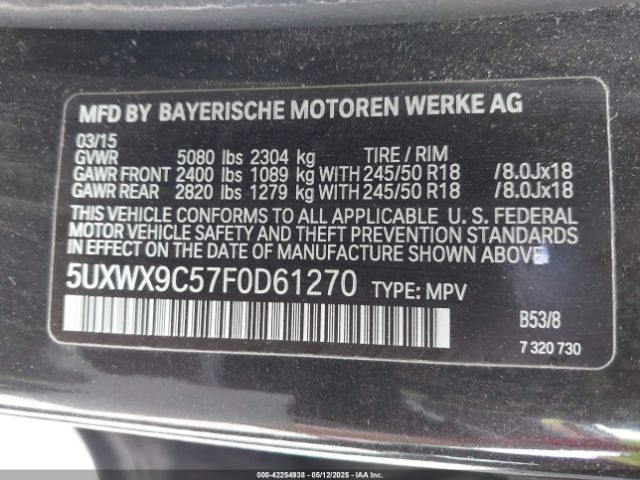 MFD BY BAYERISCHE MOTOREN WERKE AG
03/15
GVWR 5080 lbs 2304 kg TIRE / RIM
GAWR FRONT 2400 lbs 1089 kg WITH 245/50 R18 / 8.0Jx18
GAWR REAR 2820 lbs 1279 kg WITH 245/50 R18 / 8.0Jx18
THIS VEHICLE CONFORMS TO ALL APPLICABLE U. S. FEDERAL
MOTOR VEHICLE SAFETY AND THEFT PREVENTION STANDARDS
IN EFFECT ON THE DATE OF MANUFACTURE SHOWN ABOVE.
5UXWX9C57F0D61270 TYPE: MPV
B53/8
7 320 730
000-42254938 - 05/12/2025 - IAAI.COM